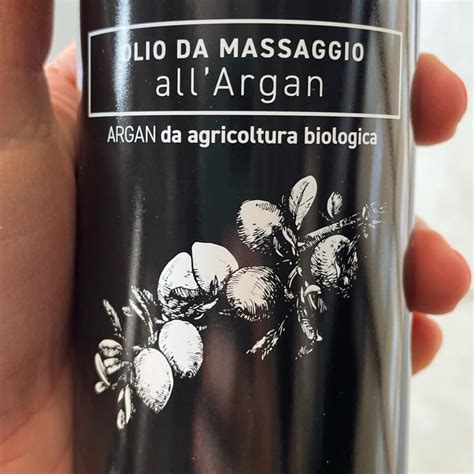 OLIO DA MASSAGGIO
all'Argan
ARGAN da agricoltura biologica